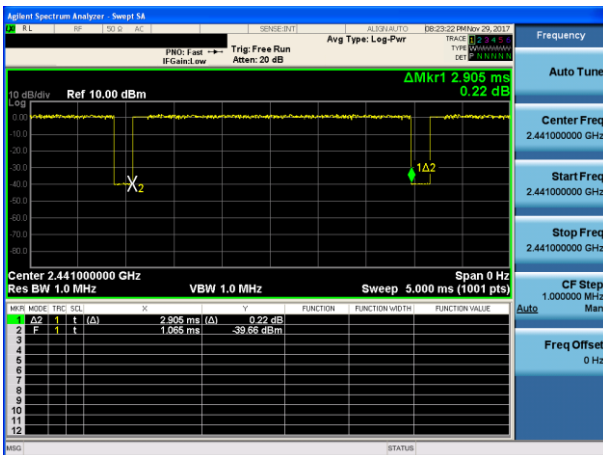 Agilent Spectrum Analyzer - Swept SA
RL RF 50 Ω AC SENSE:INT ALIGN AUTO 08:23:22 PM Nov 29, 2017
Avg Type: Log-Pwr TRACE 1 2 3 4 5 6
PNO: Fast Trig: Free Run TYPE WWWWWW
IFGain:Low Atten: 20 dB DET P N N N N N
ΔMkr1 2.905 ms
0.22 dB
10 dB/div Ref 10.00 dBm
Log
0.00
-10.0
-20.0
-30.0
-40.0
-50.0
-60.0
-70.0
-80.0
2
1Δ2
Center 2.441000000 GHz Span 0 Hz
Res BW 1.0 MHz VBW 1.0 MHz Sweep 5.000 ms (1001 pts)
MKR MODE TRC SCL X Y FUNCTION FUNCTION WIDTH FUNCTION VALUE
1 Δ2 1 t (Δ) 2.905 ms (Δ) 0.22 dB
2 F 1 t 1.065 ms -39.66 dBm
3
4
5
6
7
8
9
10
11
12
MSG STATUS
Frequency
Auto Tune
Center Freq
2.441000000 GHz
Start Freq
2.441000000 GHz
Stop Freq
2.441000000 GHz
CF Step
1.000000 MHz
Auto Man
Freq Offset
0 Hz